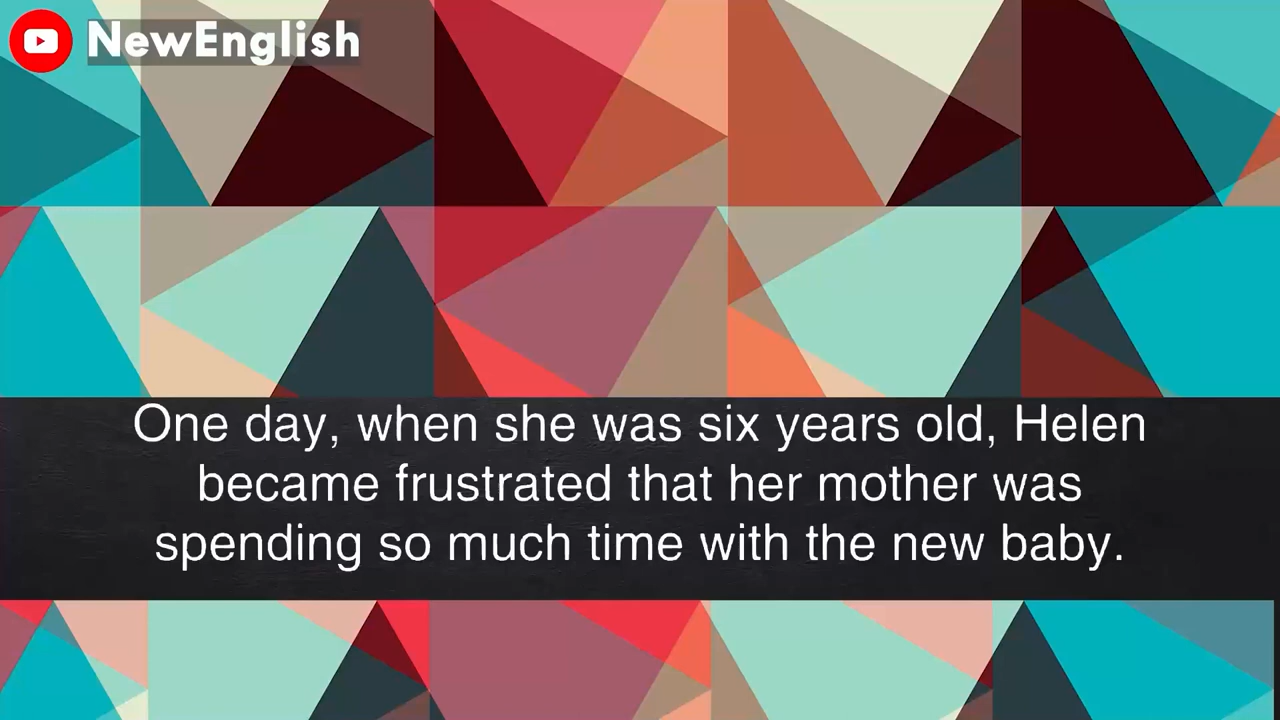 NewEnglish
One day, when she was six years old, Helen
became frustrated that her mother was
spending so much time with the new baby.